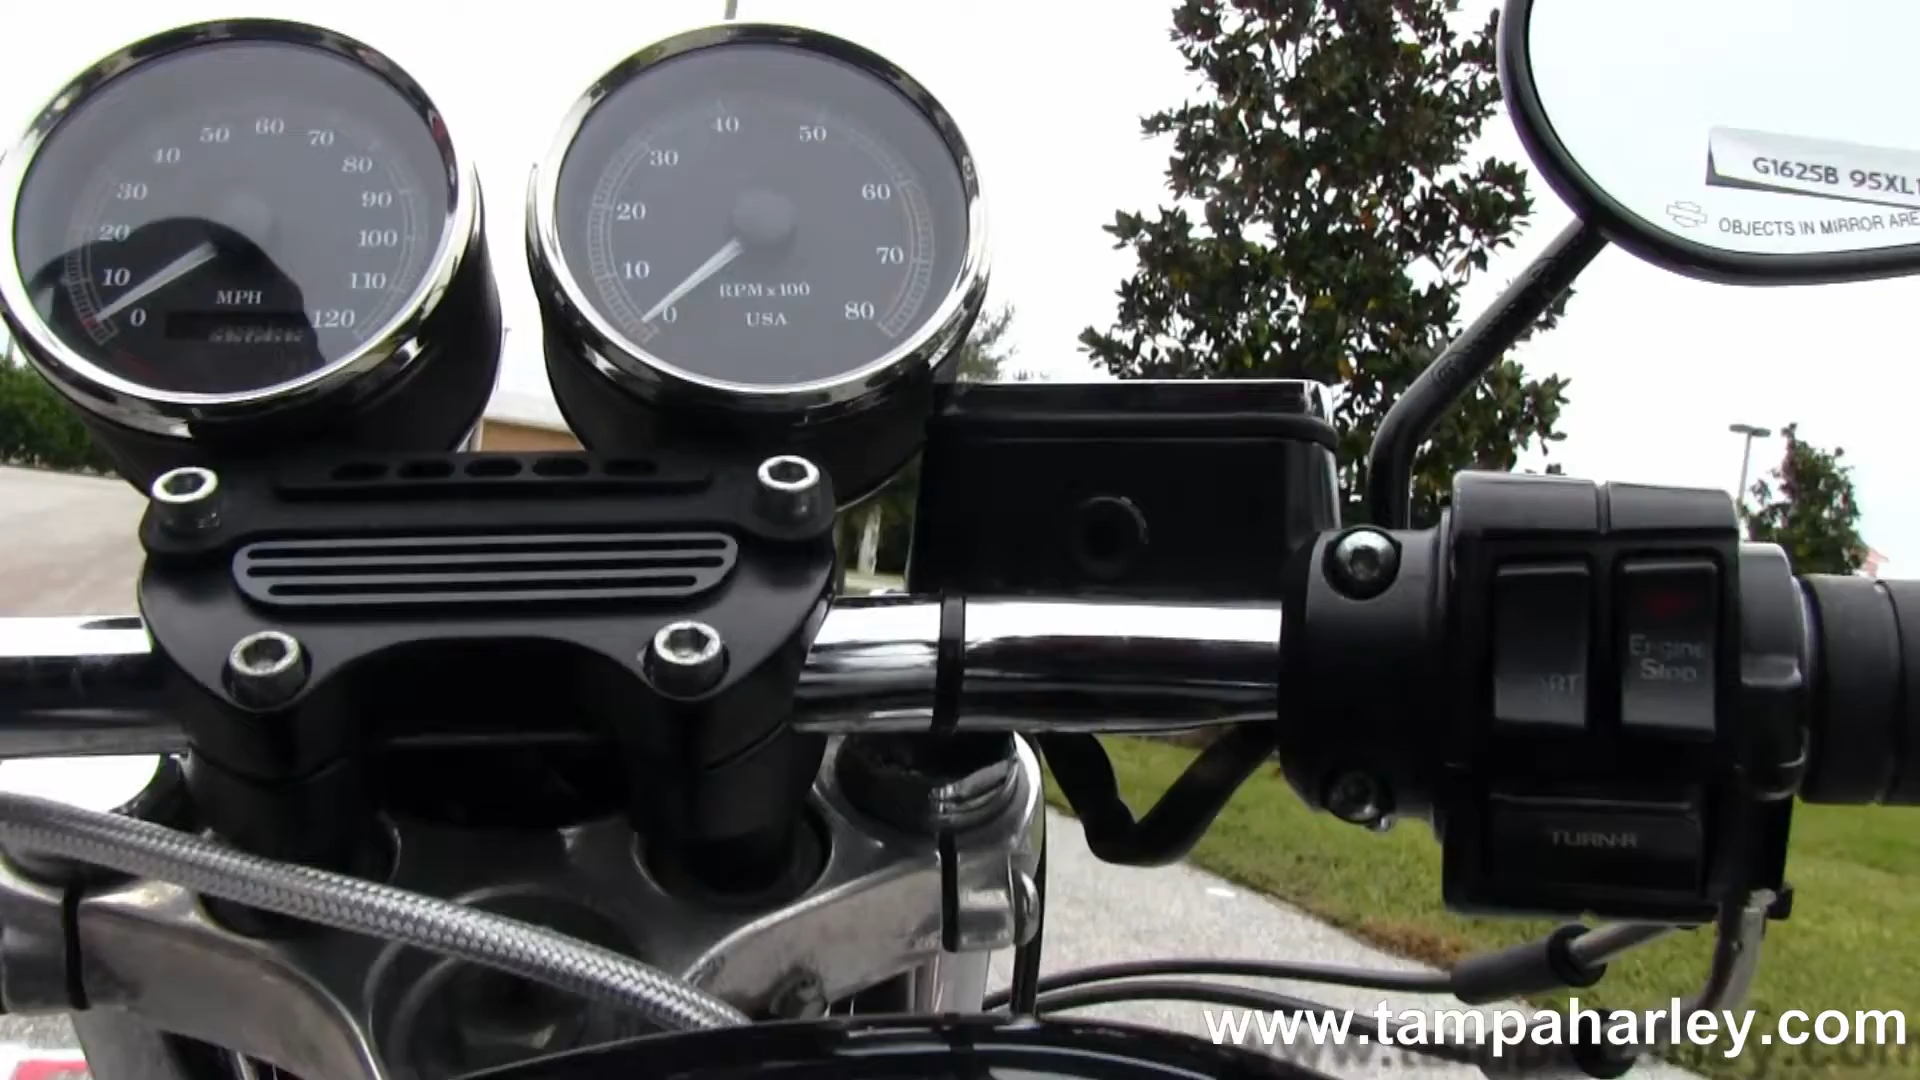 0 10 20 30 40 50 60 70 80 90 100 110 120
MPH
0 10 20 30 40 50 60 70 80
RPM x 100
USA
G1625B 95XL1
OBJECTS IN MIRROR ARE
Engine
Stop
TURN-R
www.tampaharley.com